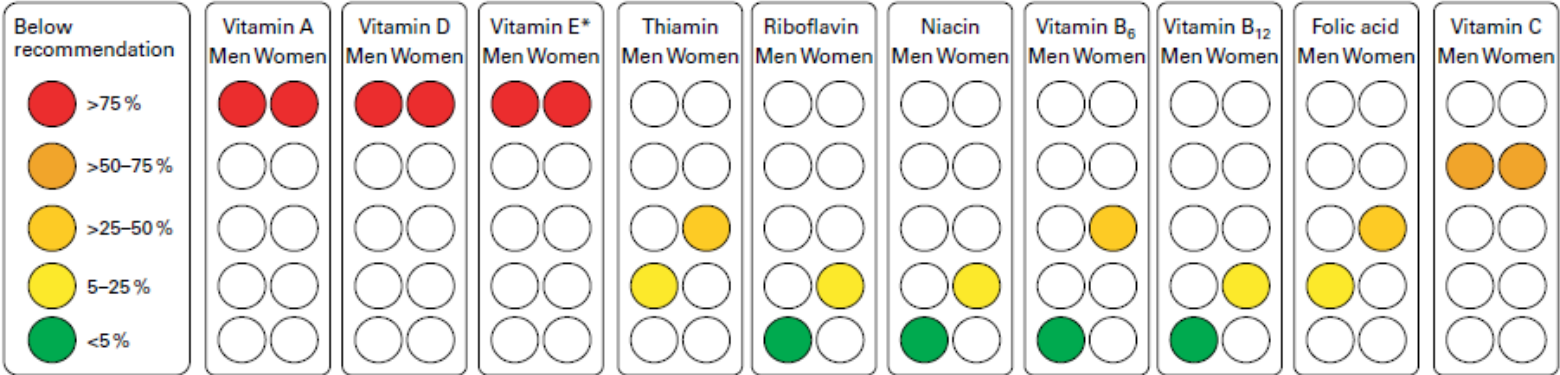 Below
recommendation
>75 %
>50–75 %
>25–50 %
5–25 %
<5 %
Vitamin A
Men Women
Vitamin D
Men Women
Vitamin E*
Men Women
Thiamin
Men Women
Riboflavin
Men Women
Niacin
Men Women
Vitamin B₆
Men Women
Vitamin B₁₂
Men Women
Folic acid
Men Women
Vitamin C
Men Women